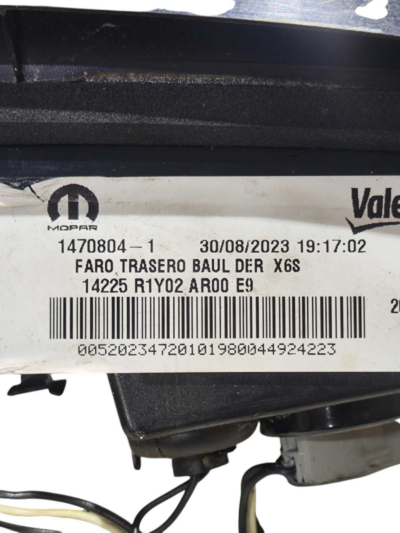 MOPAR
Vale
1470804-1 30/08/2023 19:17:02
FARO TRASERO BAUL DER X6S
14225 R1Y02 AR00 E9
20
00520234720101980044924223